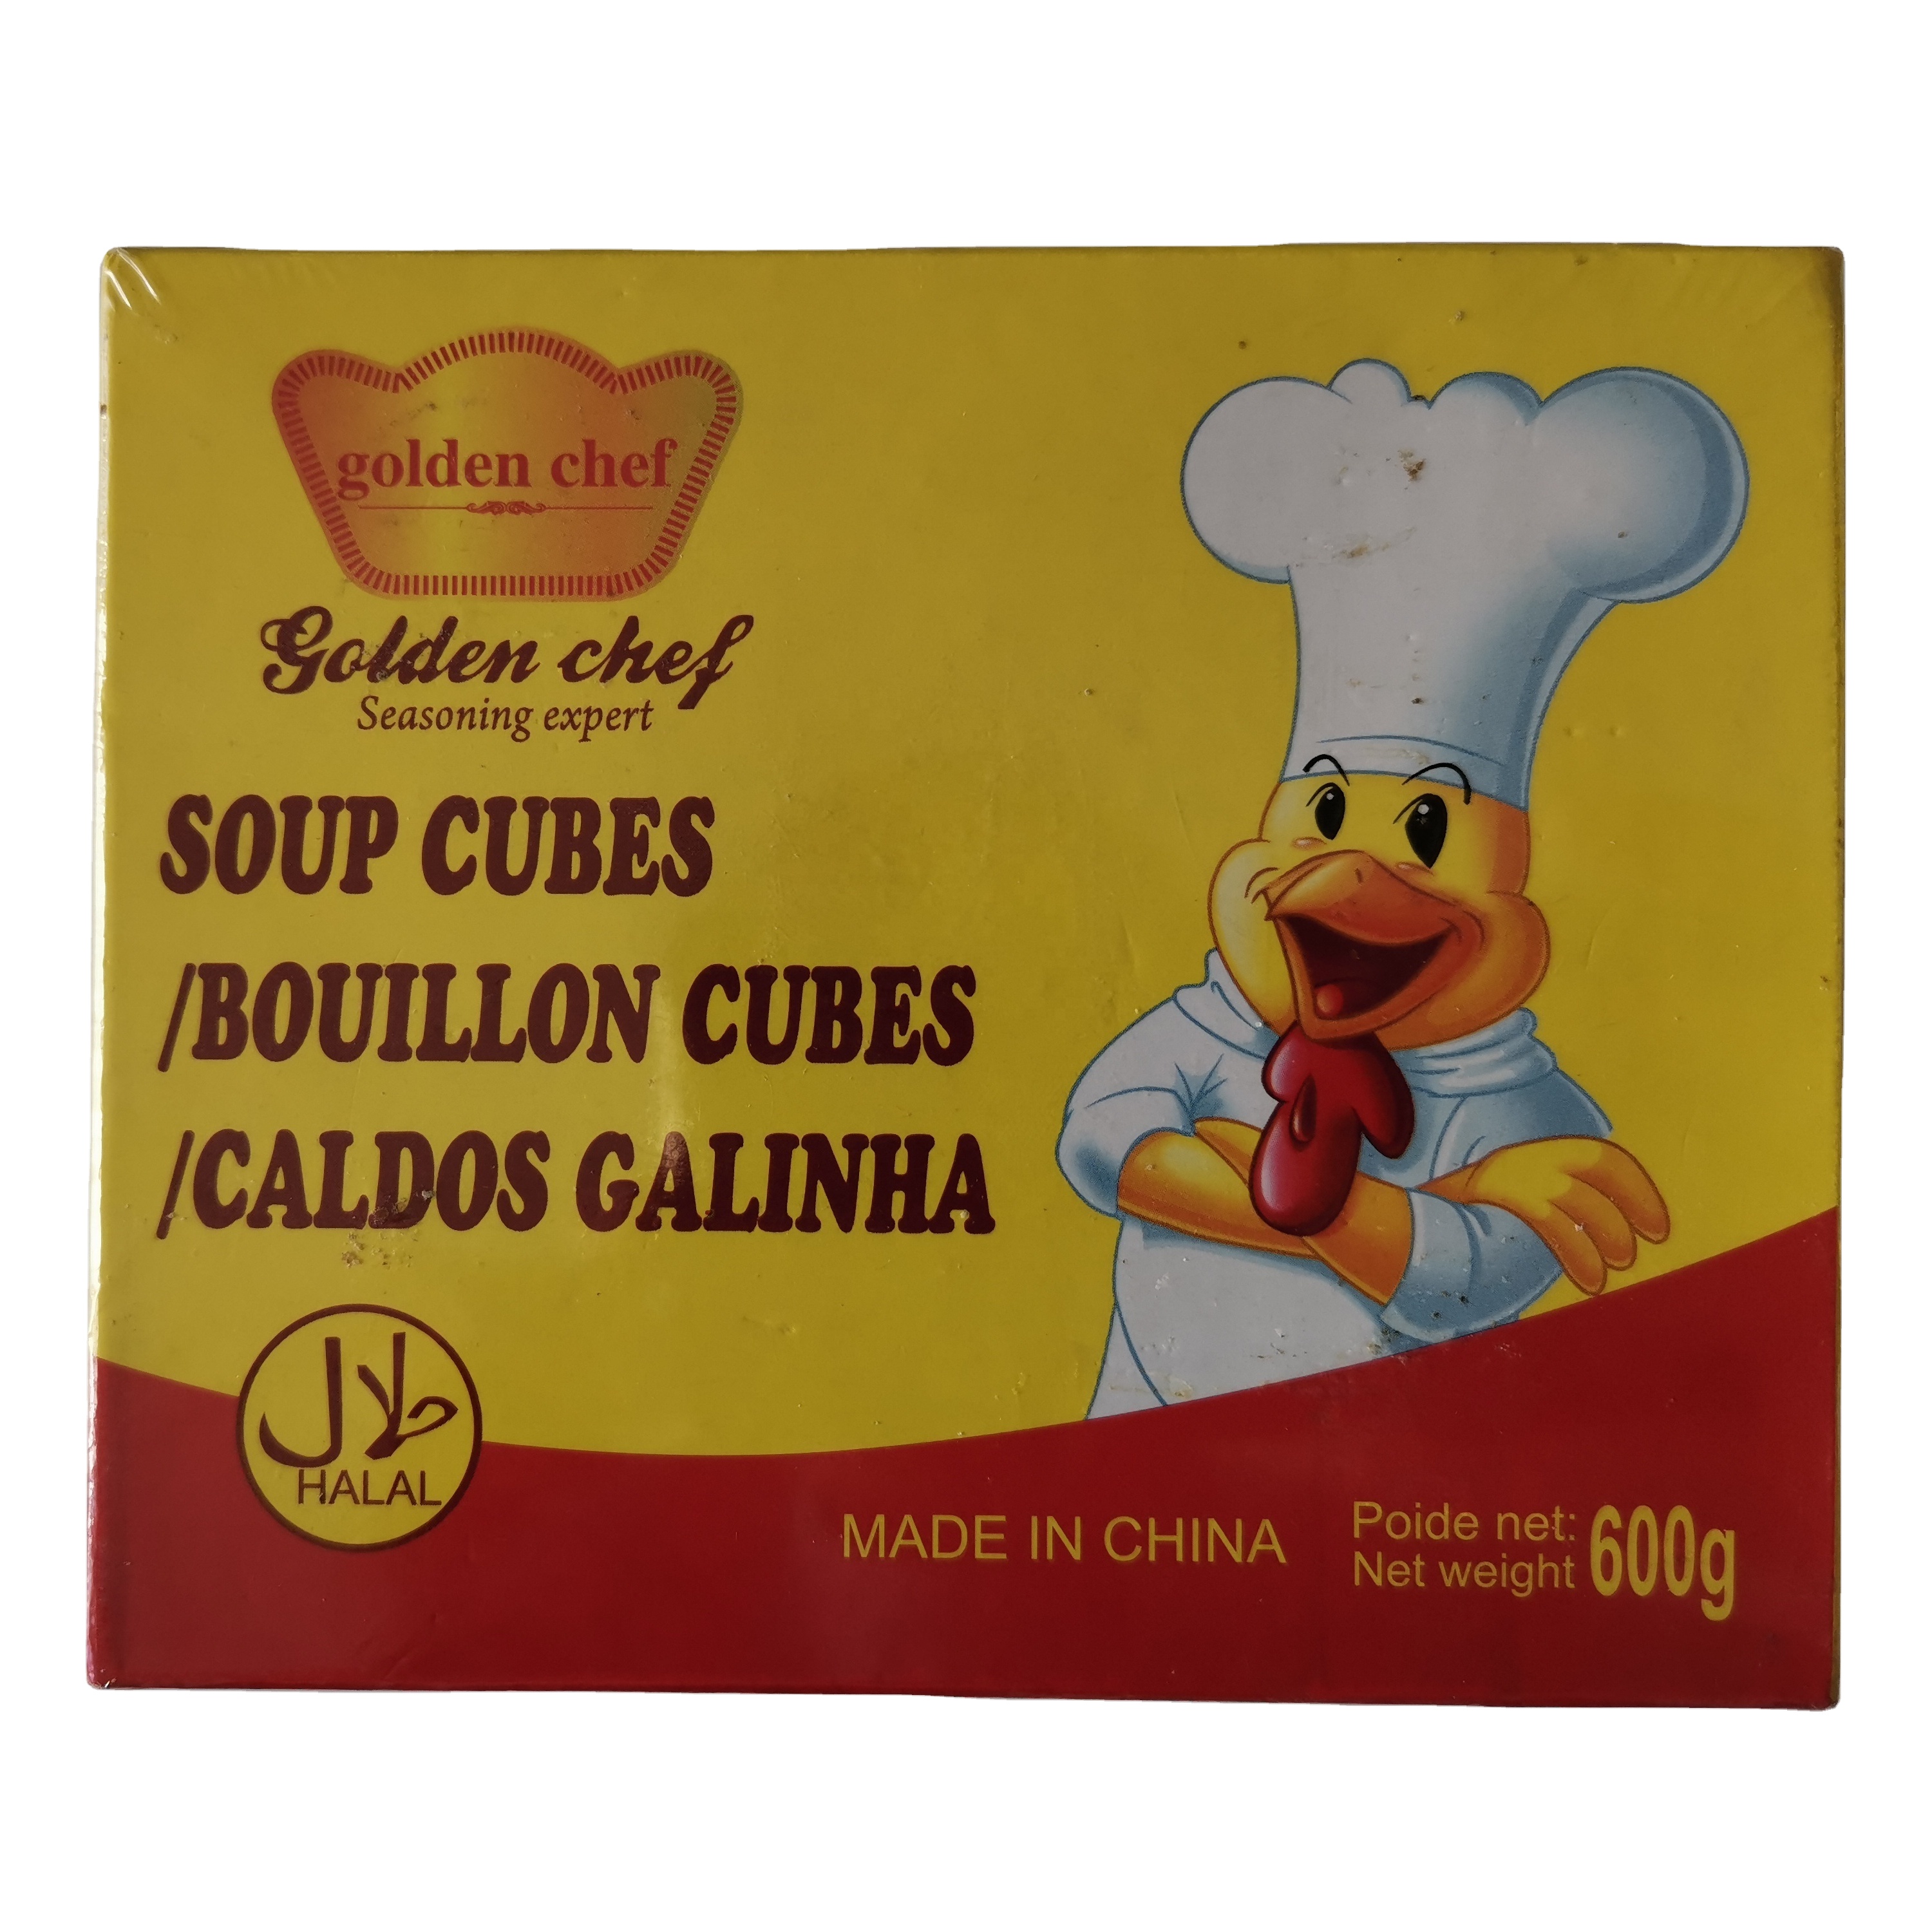 golden chef
Golden chef
Seasoning expert
SOUP CUBES
/BOUILLON CUBES
/CALDOS GALINHA
حلال
HALAL
MADE IN CHINA
Poide net:
Net weight
600g